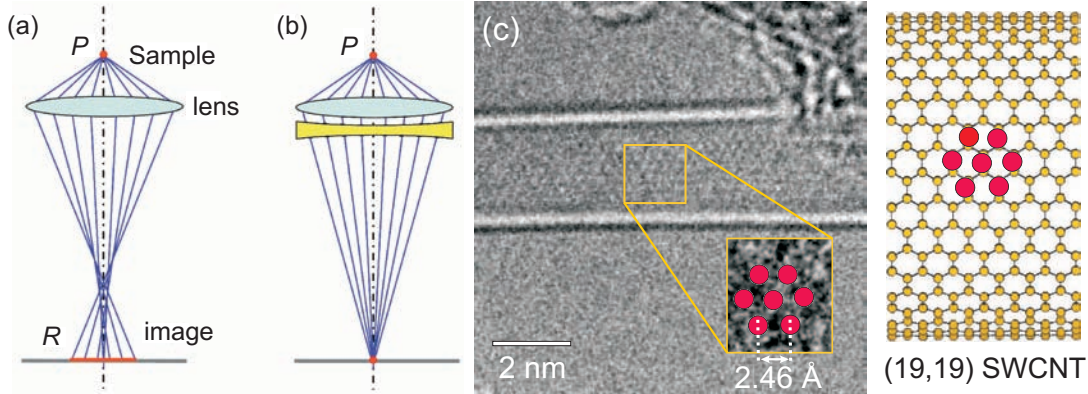 (a)
P
Sample
lens
R
image
(b)
(c)
2 nm
2.46 Å
(19,19) SWCNT